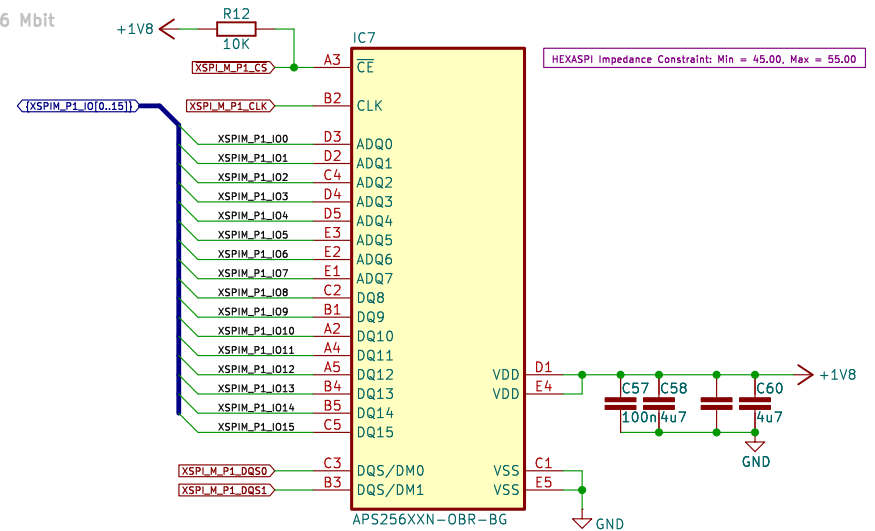 6 Mbit
R12
+1V8
10K
IC7
HEXASPI Impedance Constraint: Min = 45.00, Max = 55.00
XSPI_M_P1_CS A3 CE
{XSPIM_P1_IO[0..15]} XSPI_M_P1_CLK B2 CLK
XSPIM_P1_IO0 D3 ADQ0
XSPIM_P1_IO1 D2 ADQ1
XSPIM_P1_IO2 C4 ADQ2
XSPIM_P1_IO3 D4 ADQ3
XSPIM_P1_IO4 D5 ADQ4
XSPIM_P1_IO5 E3 ADQ5
XSPIM_P1_IO6 E2 ADQ6
XSPIM_P1_IO7 E1 ADQ7
XSPIM_P1_IO8 C2 DQ8
XSPIM_P1_IO9 B1 DQ9
XSPIM_P1_IO10 A2 DQ10
XSPIM_P1_IO11 A4 DQ11
XSPIM_P1_IO12 A5 DQ12
XSPIM_P1_IO13 B4 DQ13
XSPIM_P1_IO14 B5 DQ14
XSPIM_P1_IO15 C5 DQ15
VDD D1 +1V8
VDD E4 C57 C58 C60
100n 4u7 4u7
GND
XSPI_M_P1_DQS0 C3 DQS/DM0 VSS C1
XSPI_M_P1_DQS1 B3 DQS/DM1 VSS E5
APS256XXN-OBR-BG GND